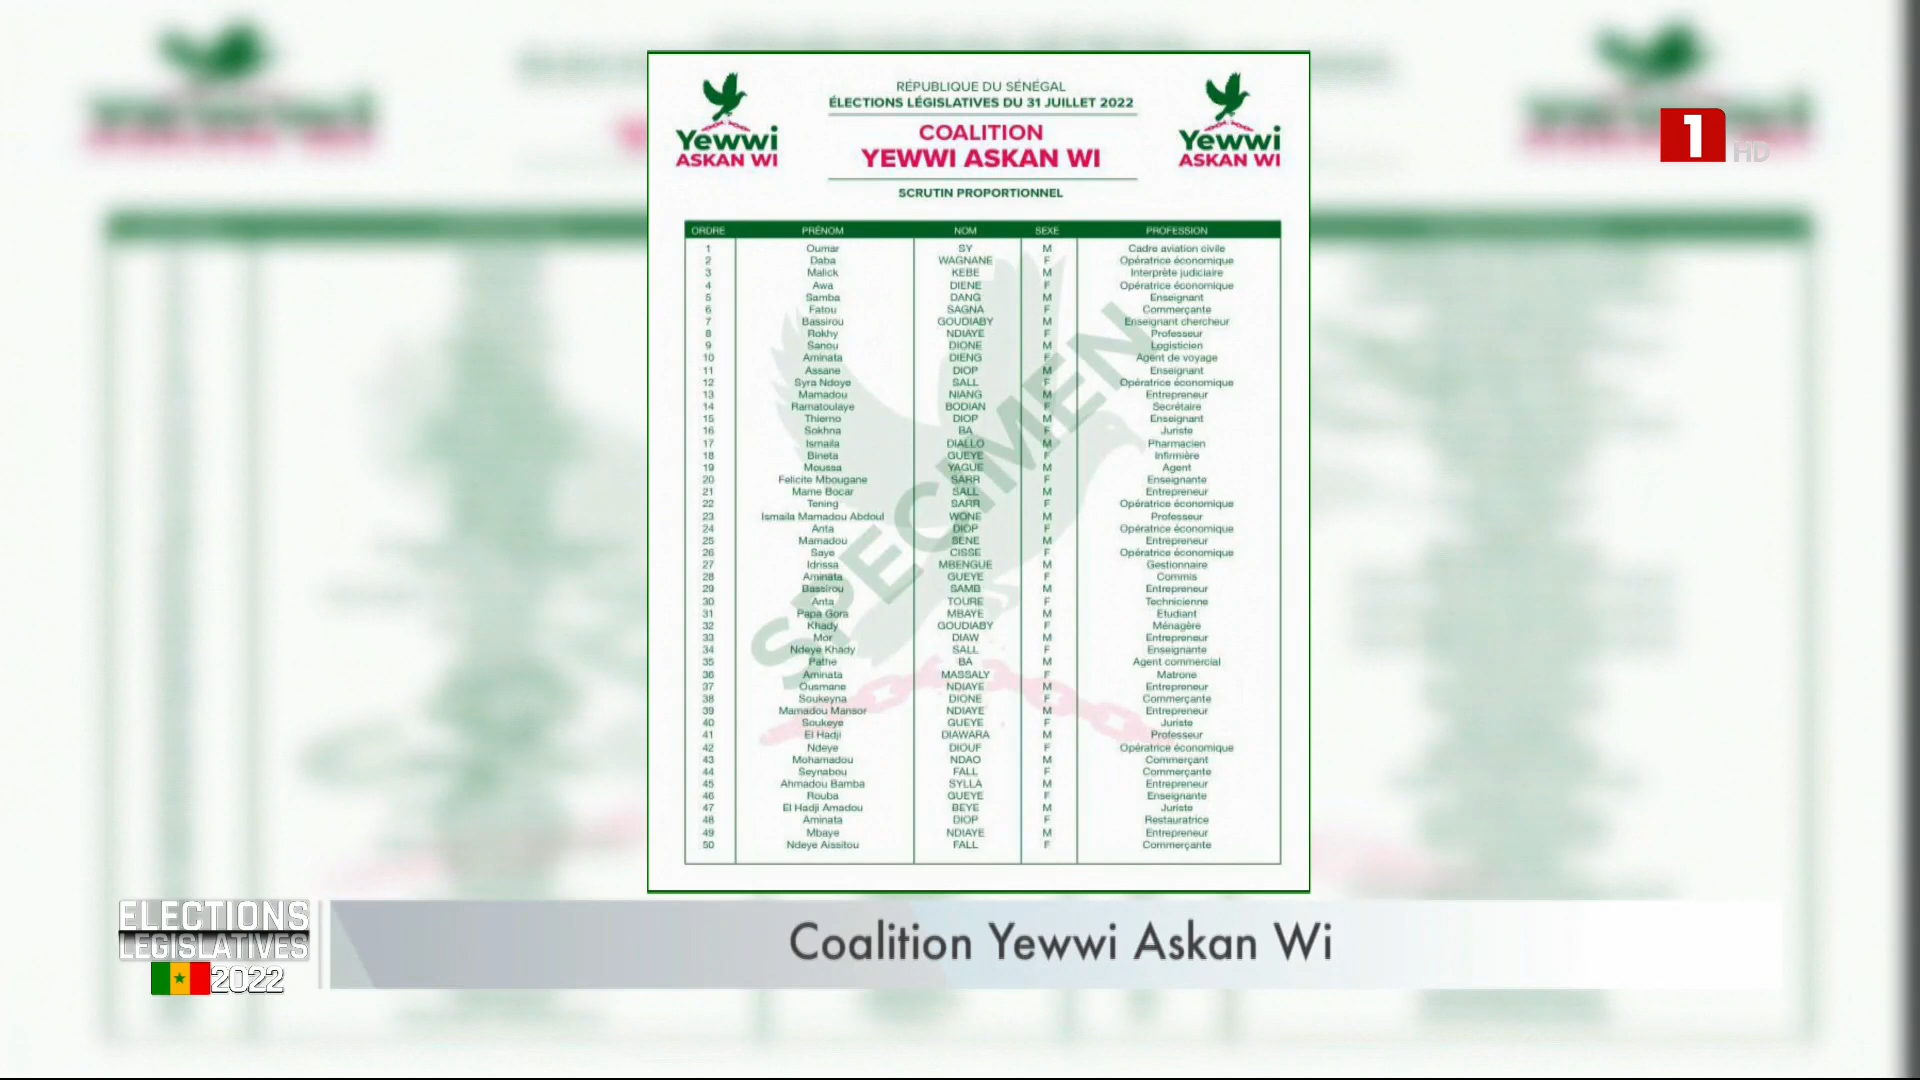 Yewwi
ASKAN WI
RÉPUBLIQUE DU SÉNÉGAL
ÉLECTIONS LÉGISLATIVES DU 31 JUILLET 2022
COALITION
YEWWI ASKAN WI
SCRUTIN PROPORTIONNEL
Yewwi
ASKAN WI
1
HD
ORDRE PRÉNOM NOM SEXE PROFESSION
1 Oumar SY M Cadre aviation civile
2 Daba WAGNANE F Opératrice économique
3 Malick KEBE M Interprète judiciaire
4 Awa DIENE F Opératrice économique
5 Samba DANG M Enseignant
6 Fatou SAGNA F Commerçante
7 Bassirou GOUDIABY M Enseignant chercheur
8 Rokhy NDIAYE F Professeur
9 Sanou DIONE M Logisticien
10 Aminata DIENG F Agent de voyage
11 Assane DIOP M Enseignant
12 Syra Ndoye SALL F Opératrice économique
13 Mamadou NIANG M Entrepreneur
14 Ramatoulaye BODIAN F Secrétaire
15 Thierno DIOP M Enseignant
16 Sokhna BA F Juriste
17 Ismaila DIALLO M Pharmacien
18 Bineta GUEYE F Infirmière
19 Moussa YAGUE M Agent
20 Felicite Mbougane SARR F Enseignante
21 Mame Bocar SALL M Entrepreneur
22 Tening SARR F Opératrice économique
23 Ismaila Mamadou Abdoul WONE M Professeur
24 Anta DIOP F Opératrice économique
25 Mamadou SENE M Entrepreneur
26 Saye CISSE F Opératrice économique
27 Idrissa MBENGUE M Gestionnaire
28 Aminata GUEYE F Commis
29 Bassirou SAMB M Entrepreneur
30 Anta TOURE F Technicienne
31 Papa Gora MBAYE M Etudiant
32 Khady GOUDIABY F Ménagère
33 Mor DIAW M Entrepreneur
34 Ndeye Khady SALL F Enseignante
35 Pathe BA M Agent commercial
36 Aminata MASSALY F Matrone
37 Ousmane NDIAYE M Entrepreneur
38 Soukeyna DIONE F Commerçante
39 Mamadou Mansor NDIAYE M Entrepreneur
40 Soukeye GUEYE F Juriste
41 El Hadji DIAWARA M Professeur
42 Ndeye DIOUF F Opératrice économique
43 Mohamadou NDAO M Commerçant
44 Seynabou FALL F Commerçante
45 Ahmadou Bamba SYLLA M Entrepreneur
46 Rouba GUEYE F Enseignante
47 El Hadji Amadou BEYE M Juriste
48 Aminata DIOP F Restauratrice
49 Mbaye NDIAYE M Entrepreneur
50 Ndeye Aissitou FALL F Commerçante
SPECIMEN
ELECTIONS
LEGISLATIVES
2022
Coalition Yewwi Askan Wi